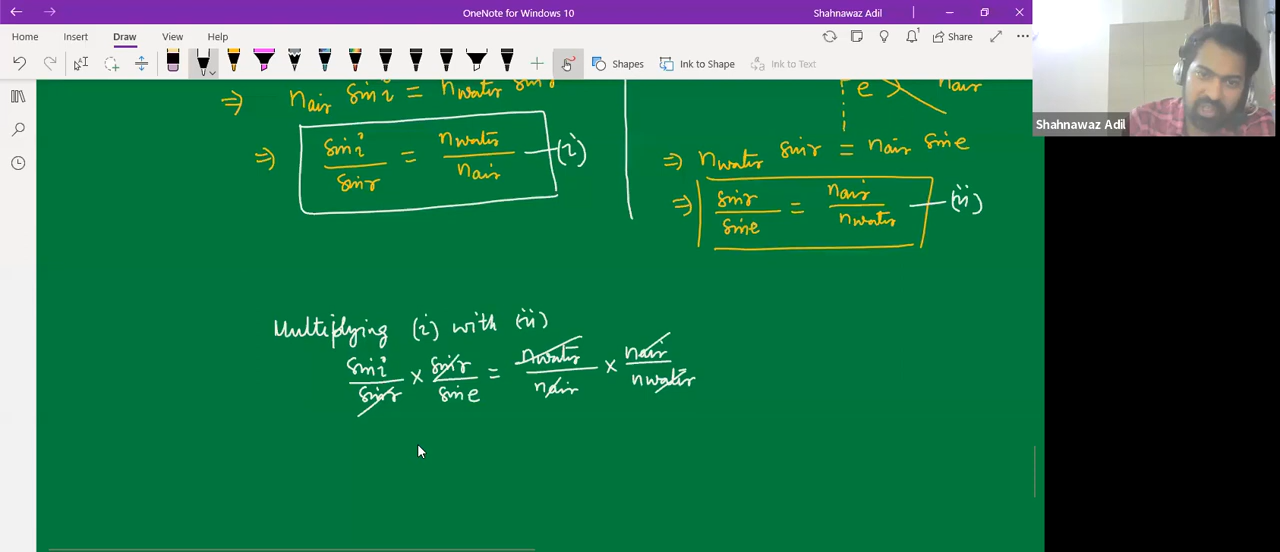 OneNote for Windows 10
Shahnawaz Adil
Home Insert Draw View Help
1 Share
Shapes Ink to Shape Ink to Text
⇒ nair sin i = nwater sin r
⇒ sin i / sin r = nwater / nair — (i)
e nair
Shahnawaz Adil
⇒ nwater sin r = nair sin e
⇒ sin r / sin e = nair / nwater — (ii)
Multiplying (i) with (ii)
sin i / sin r × sin r / sin e = nwater / nair × nair / nwater